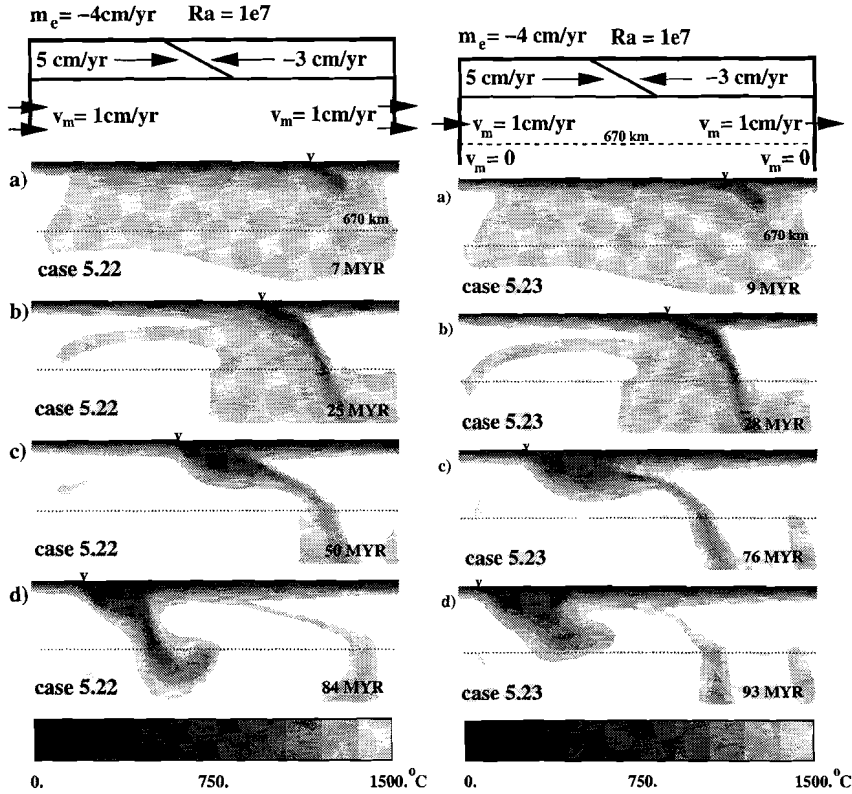 m_e = -4cm/yr Ra = 1e7
5 cm/yr -3 cm/yr
v_m = 1cm/yr v_m = 1cm/yr
a)
v
670 km
case 5.22 7 MYR
b)
v
case 5.22 25 MYR
c)
v
case 5.22 50 MYR
d)
v
case 5.22 84 MYR
0. 750. 1500.°C
m_e = -4 cm/yr Ra = 1e7
5 cm/yr -3 cm/yr
v_m = 1cm/yr v_m = 1cm/yr
670 km
v_m = 0 v_m = 0
a)
v
670 km
case 5.23 9 MYR
b)
v
case 5.23 28 MYR
c)
v
case 5.23 76 MYR
d)
v
case 5.23 93 MYR
0. 750. 1500.°C